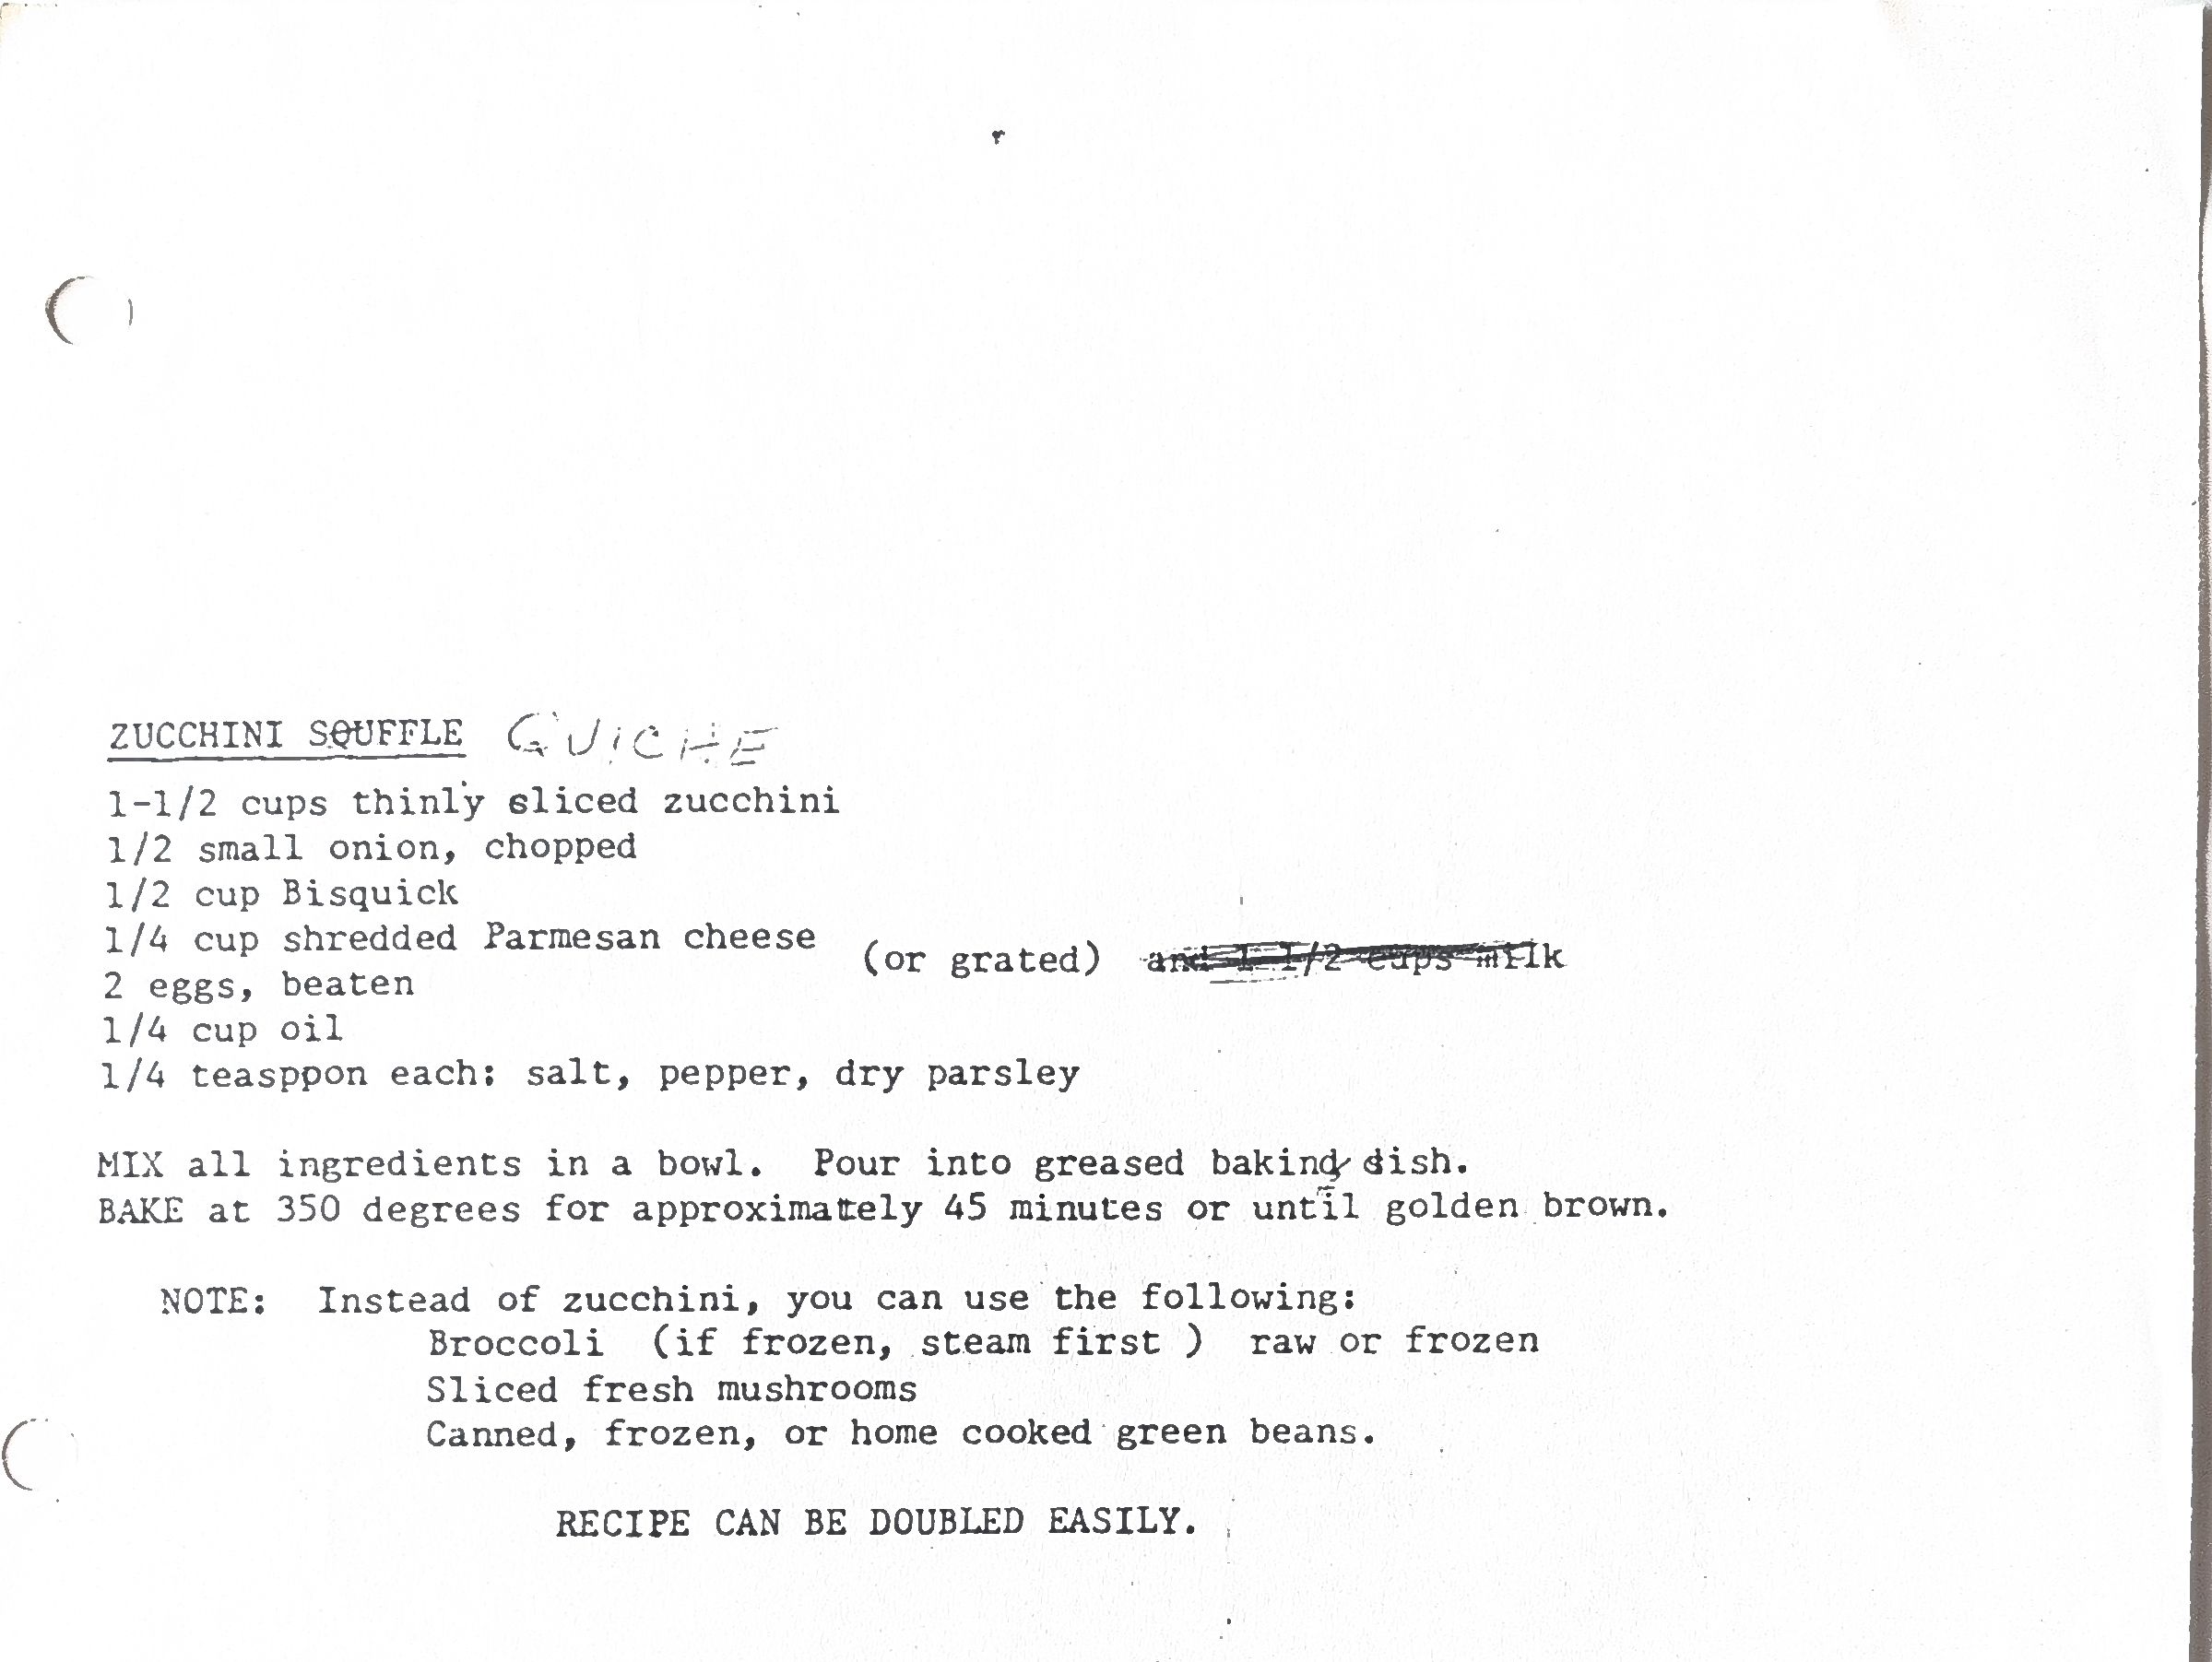 ZUCCHINI SOUFFLE QUICHE
1-1/2 cups thinly sliced zucchini
1/2 small onion, chopped
1/2 cup Bisquick
1/4 cup shredded Parmesan cheese (or grated) and 1-1/2 cups milk
2 eggs, beaten
1/4 cup oil
1/4 teasppon each: salt, pepper, dry parsley
MIX all ingredients in a bowl. Pour into greased baking dish.
BAKE at 350 degrees for approximately 45 minutes or until golden brown.
NOTE: Instead of zucchini, you can use the following:
Broccoli (if frozen, steam first ) raw or frozen
Sliced fresh mushrooms
Canned, frozen, or home cooked green beans.
RECIPE CAN BE DOUBLED EASILY.